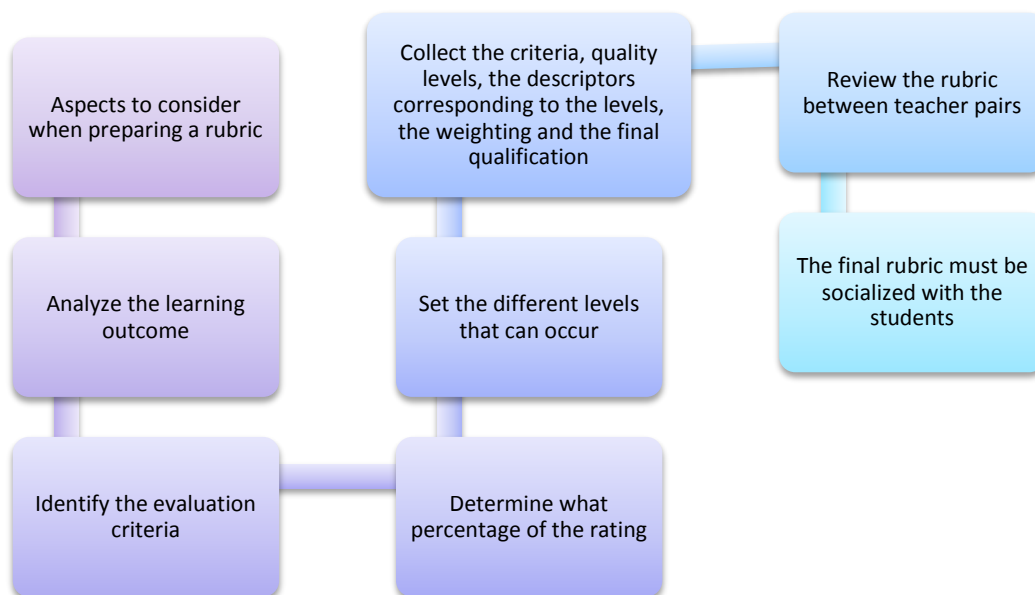 Aspects to consider
when preparing a rubric
Analyze the learning
outcome
Identify the evaluation
criteria
Determine what
percentage of the rating
Set the different levels
that can occur
Collect the criteria, quality
levels, the descriptors
corresponding to the levels,
the weighting and the final
qualification
Review the rubric
between teacher pairs
The final rubric must be
socialized with the
students